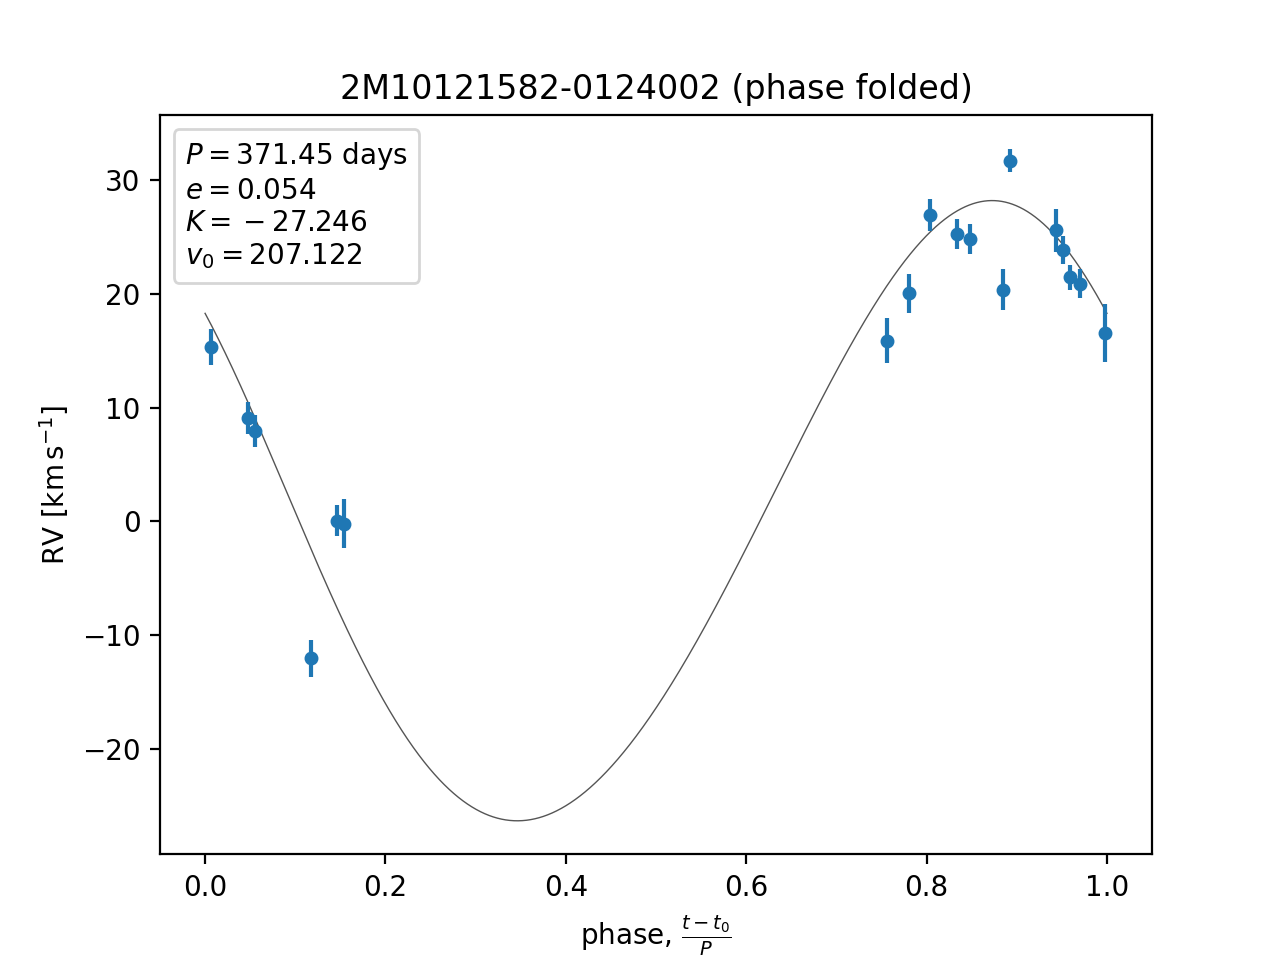 2M10121582-0124002 (phase folded)
P = 371.45 days
e = 0.054
K = −27.246
v₀ = 207.122
30
20
10
0
−10
−20
RV [km s⁻¹]
0.0 0.2 0.4 0.6 0.8 1.0
phase, (t − t₀)/P